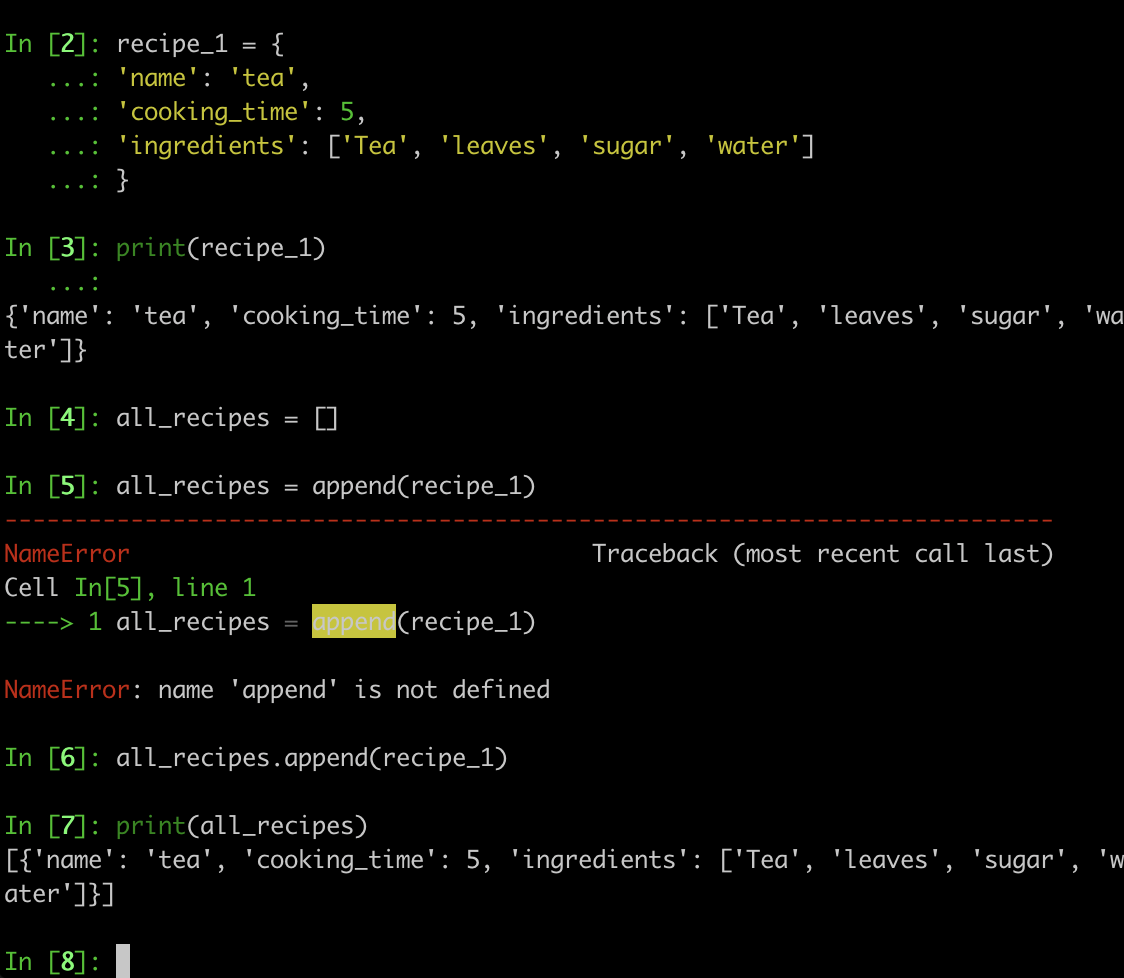 In [2]: recipe_1 = {
   ...: 'name': 'tea',
   ...: 'cooking_time': 5,
   ...: 'ingredients': ['Tea', 'leaves', 'sugar', 'water']
   ...: }
In [3]: print(recipe_1)
   ...:
{'name': 'tea', 'cooking_time': 5, 'ingredients': ['Tea', 'leaves', 'sugar', 'wa
ter']}
In [4]: all_recipes = []
In [5]: all_recipes = append(recipe_1)
---------------------------------------------------------------------------
NameError                                 Traceback (most recent call last)
Cell In[5], line 1
----> 1 all_recipes = append(recipe_1)
NameError: name 'append' is not defined
In [6]: all_recipes.append(recipe_1)
In [7]: print(all_recipes)
[{'name': 'tea', 'cooking_time': 5, 'ingredients': ['Tea', 'leaves', 'sugar', 'w
ater']}]
In [8]: